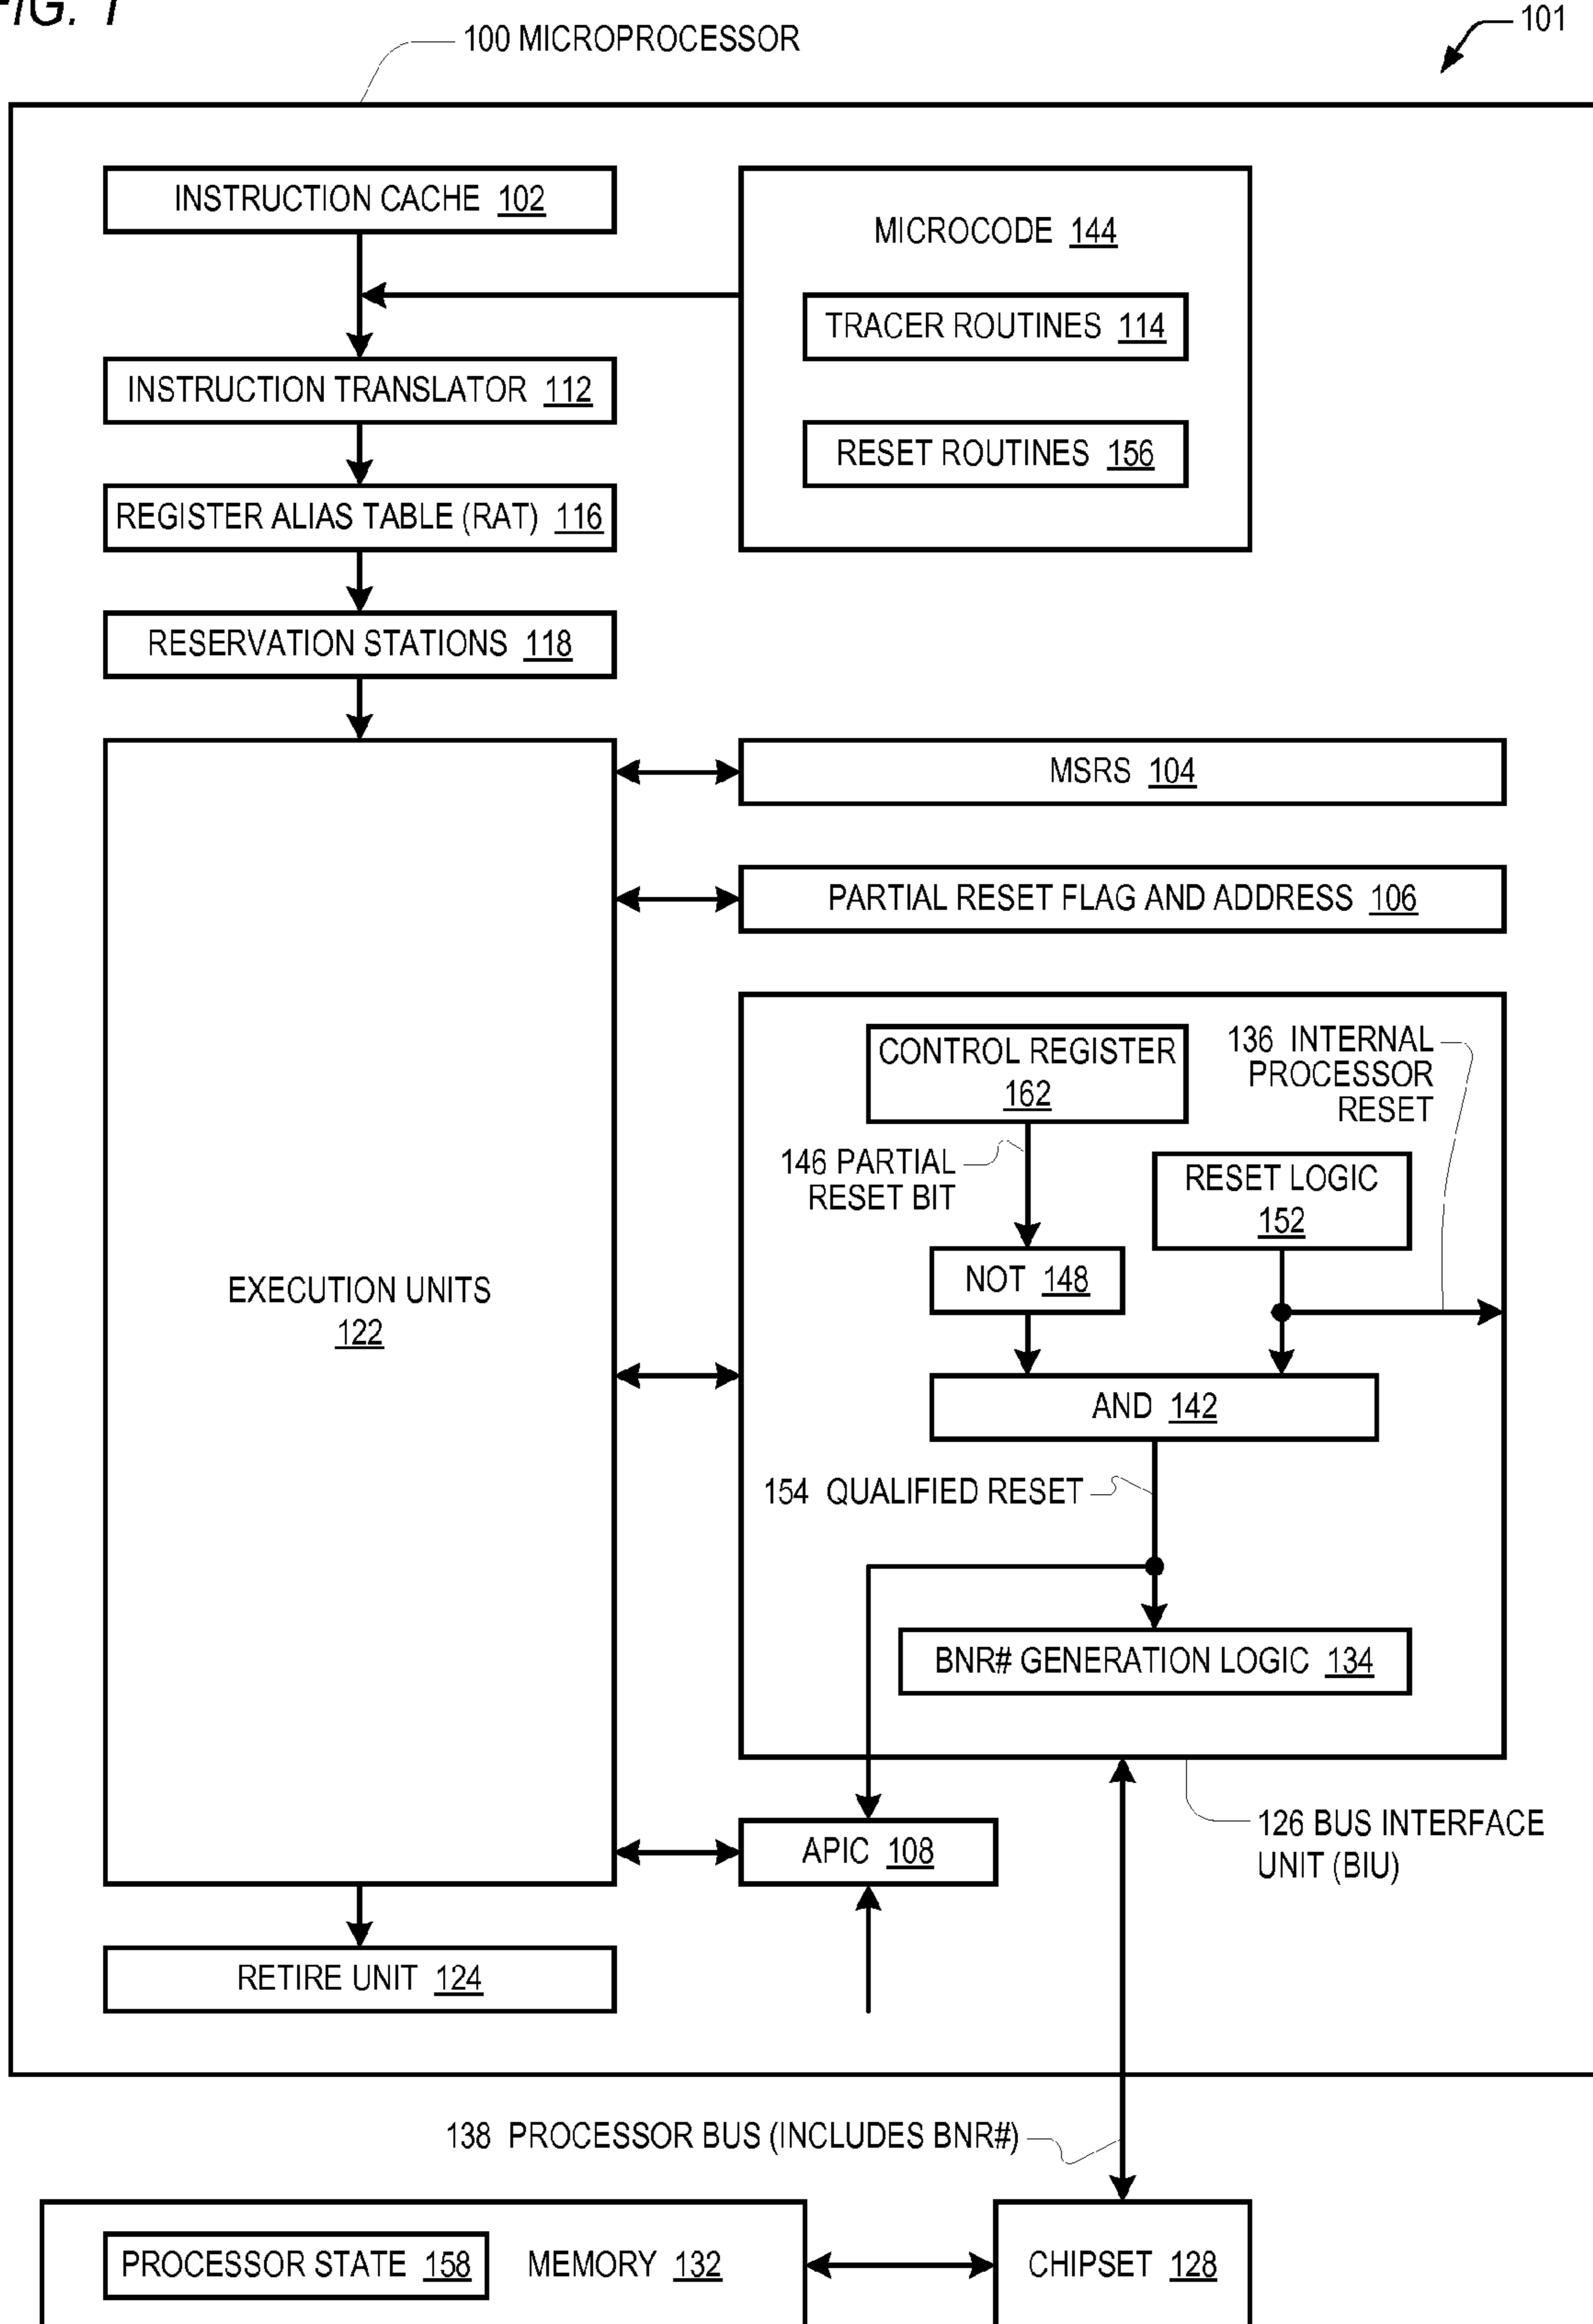 FIG. 1
101
100 MICROPROCESSOR
INSTRUCTION CACHE 102
MICROCODE 144
TRACER ROUTINES 114
INSTRUCTION TRANSLATOR 112
RESET ROUTINES 156
REGISTER ALIAS TABLE (RAT) 116
RESERVATION STATIONS 118
MSRS 104
PARTIAL RESET FLAG AND ADDRESS 106
CONTROL REGISTER
162
136 INTERNAL
PROCESSOR
RESET
146 PARTIAL
RESET BIT
RESET LOGIC
152
NOT 148
EXECUTION UNITS
122
AND 142
154 QUALIFIED RESET
BNR# GENERATION LOGIC 134
126 BUS INTERFACE
UNIT (BIU)
APIC 108
RETIRE UNIT 124
138 PROCESSOR BUS (INCLUDES BNR#)
PROCESSOR STATE 158
MEMORY 132
CHIPSET 128